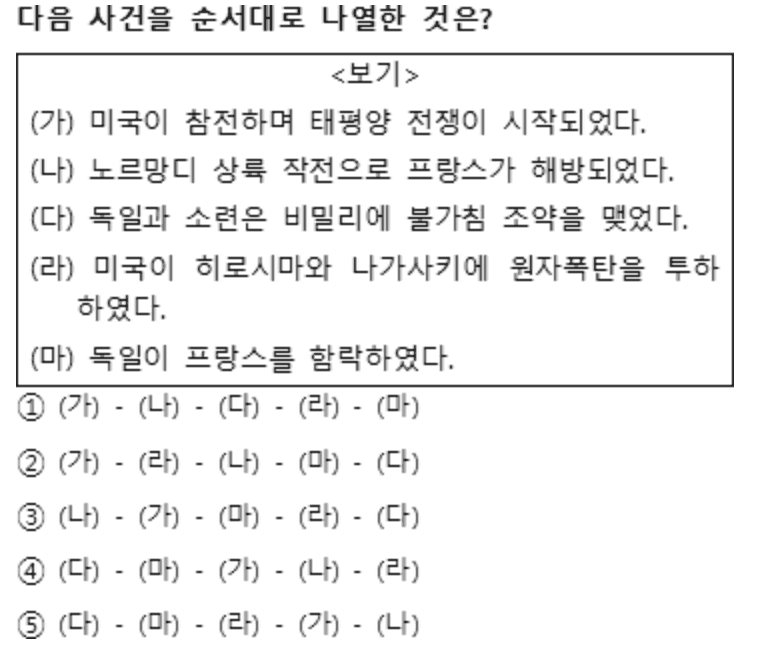 다음 사건을 순서대로 나열한 것은?
<보기>
(가) 미국이 참전하며 태평양 전쟁이 시작되었다.
(나) 노르망디 상륙 작전으로 프랑스가 해방되었다.
(다) 독일과 소련은 비밀리에 불가침 조약을 맺었다.
(라) 미국이 히로시마와 나가사키에 원자폭탄을 투하
하였다.
(마) 독일이 프랑스를 함락하였다.
① (가) - (나) - (다) - (라) - (마)
② (가) - (라) - (나) - (마) - (다)
③ (나) - (가) - (마) - (라) - (다)
④ (다) - (마) - (가) - (나) - (라)
⑤ (다) - (마) - (라) - (가) - (나)